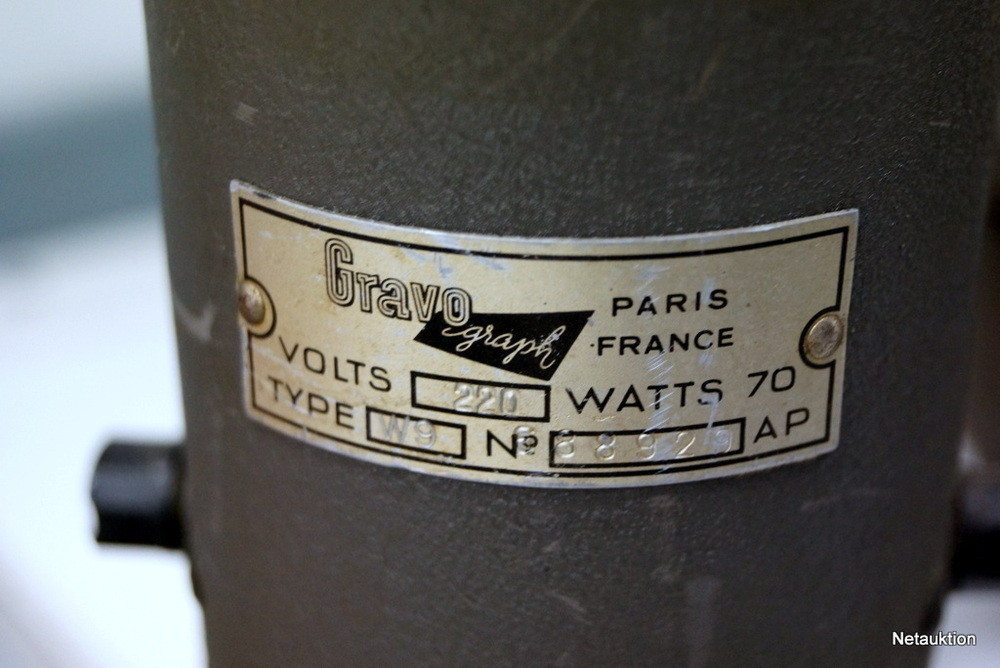 Gravo
graph
PARIS
FRANCE
VOLTS 220 WATTS 70
TYPE W9 Nº AP
Netauktion